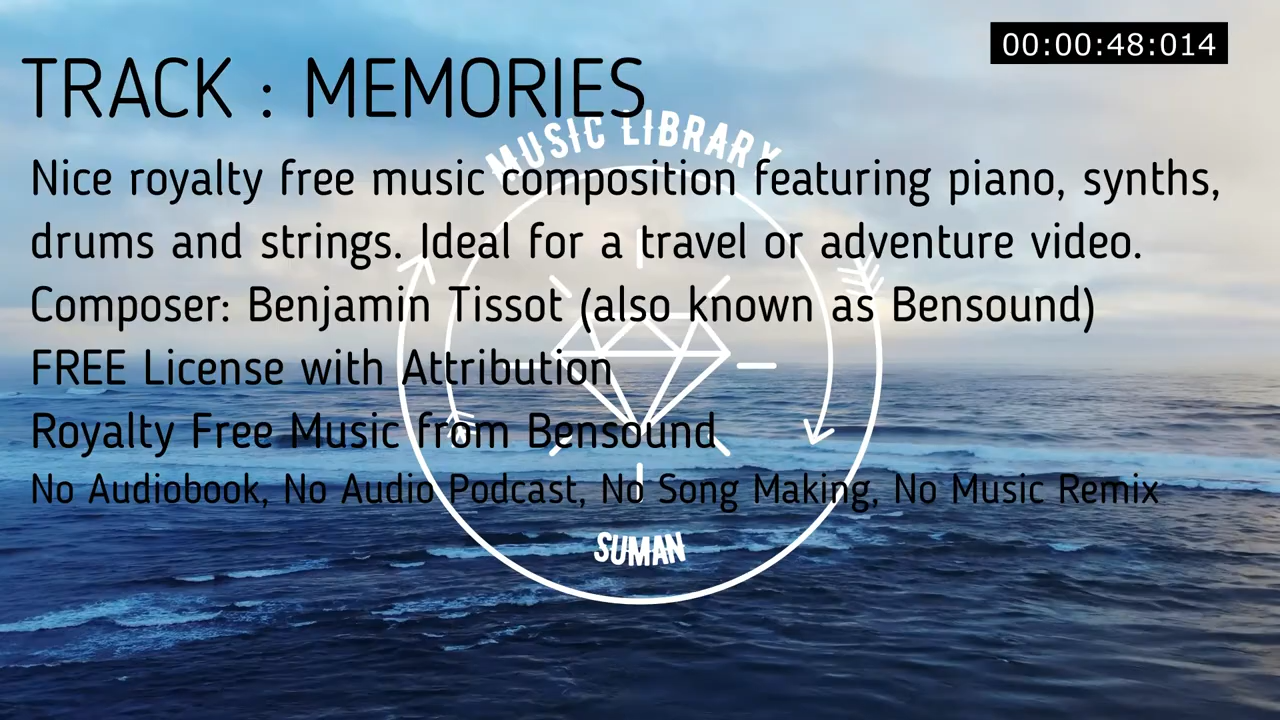 00:00:48:014
TRACK : MEMORIES
MUSIC LIBRARY
Nice royalty free music composition featuring piano, synths,
drums and strings. Ideal for a travel or adventure video.
Composer: Benjamin Tissot (also known as Bensound)
FREE License with Attribution
Royalty Free Music from Bensound
No Audiobook, No Audio Podcast, No Song Making, No Music Remix
SUMAN